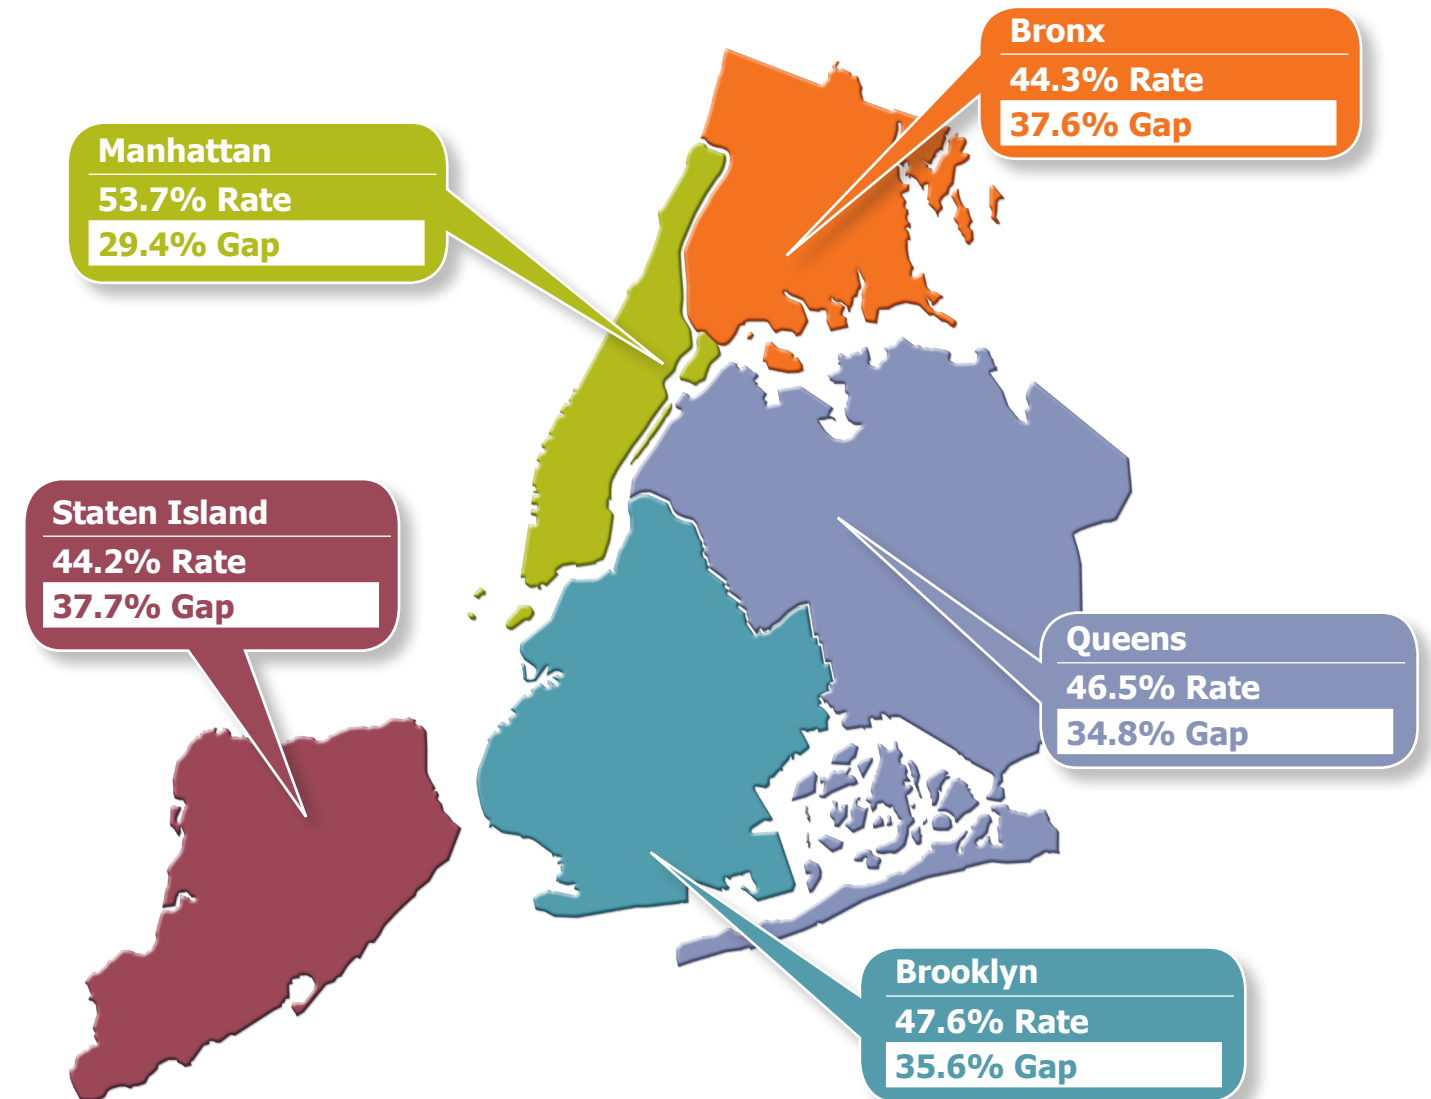 Bronx
44.3% Rate
37.6% Gap
Manhattan
53.7% Rate
29.4% Gap
Staten Island
44.2% Rate
37.7% Gap
Queens
46.5% Rate
34.8% Gap
Brooklyn
47.6% Rate
35.6% Gap